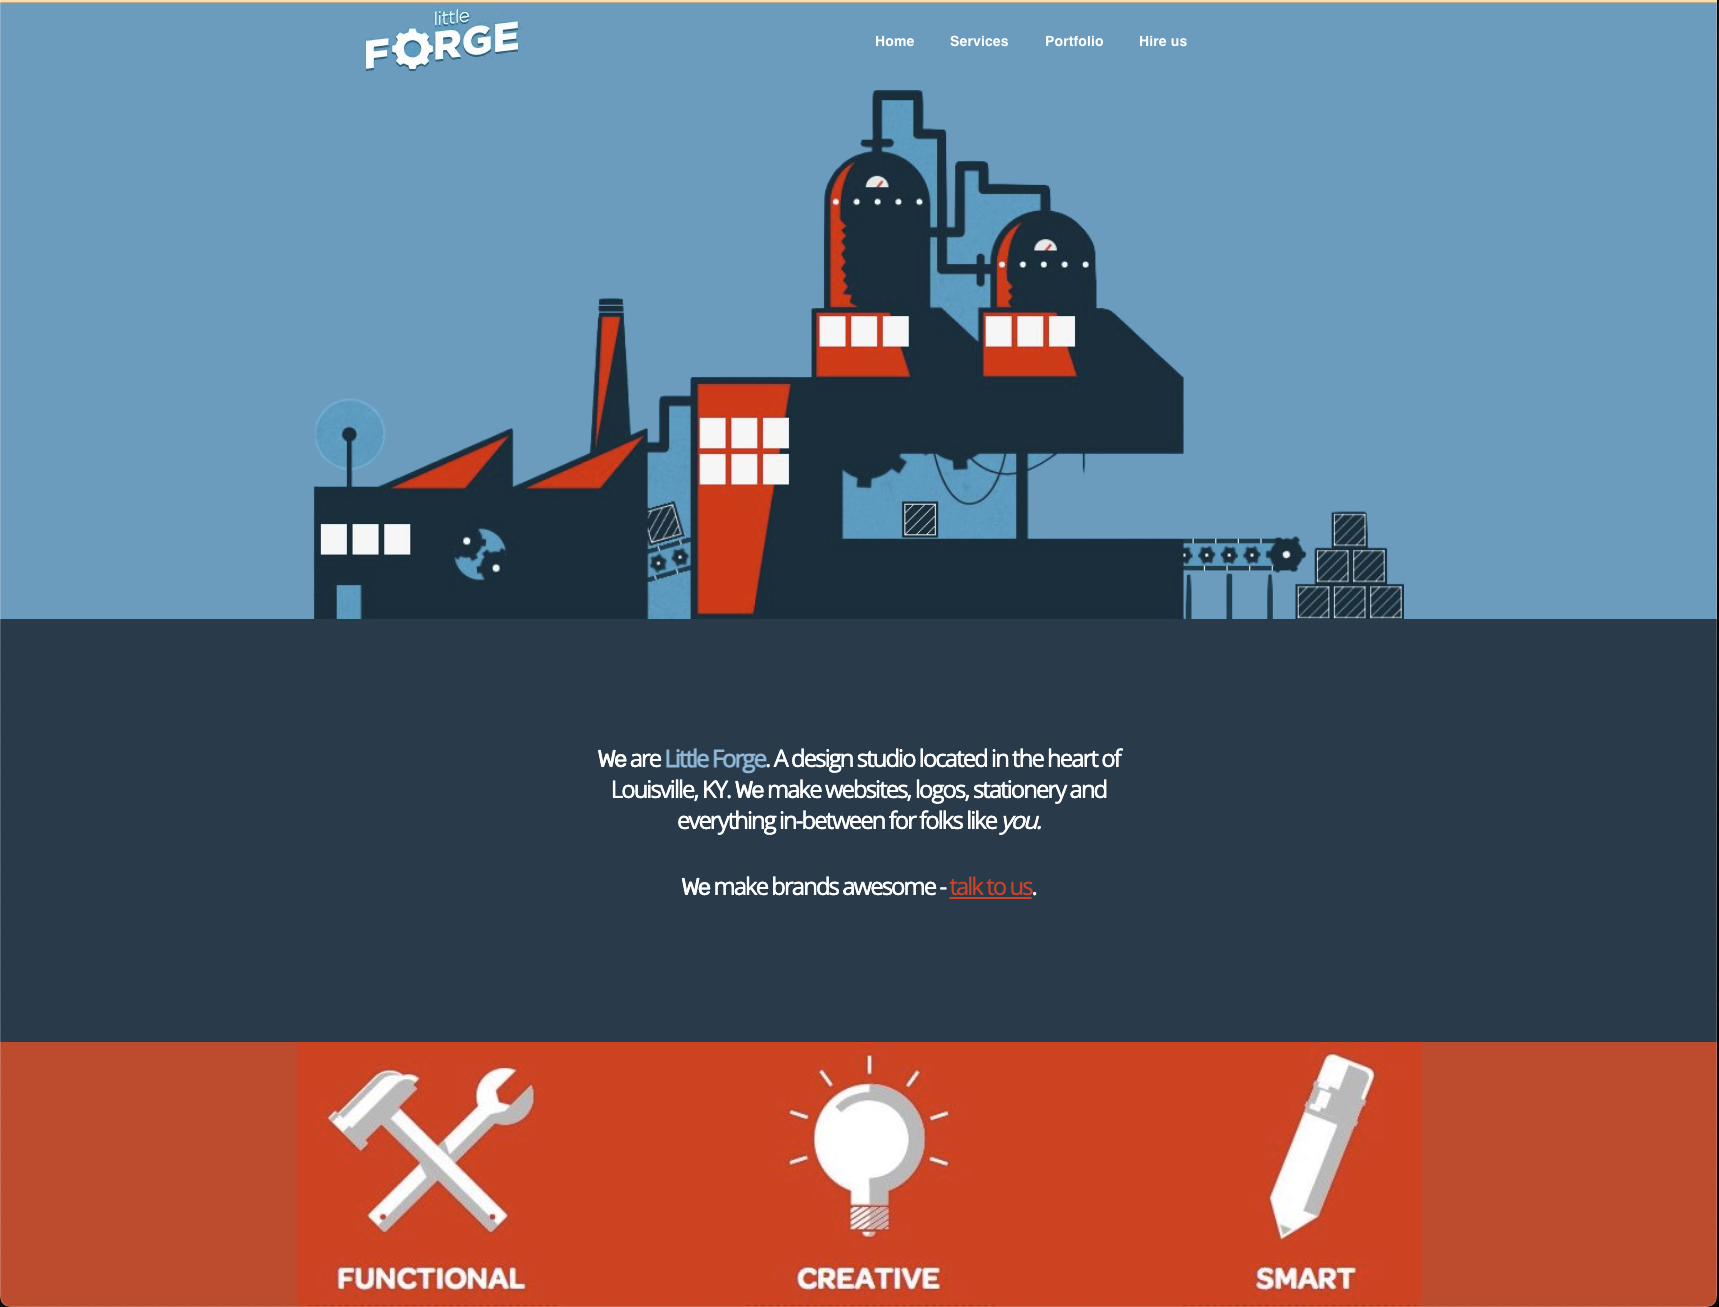 little
FORGE
Home Services Portfolio Hire us
We are Little Forge. A design studio located in the heart of
Louisville, KY. We make websites, logos, stationery and
everything in-between for folks like you.
We make brands awesome - talk to us.
FUNCTIONAL CREATIVE SMART